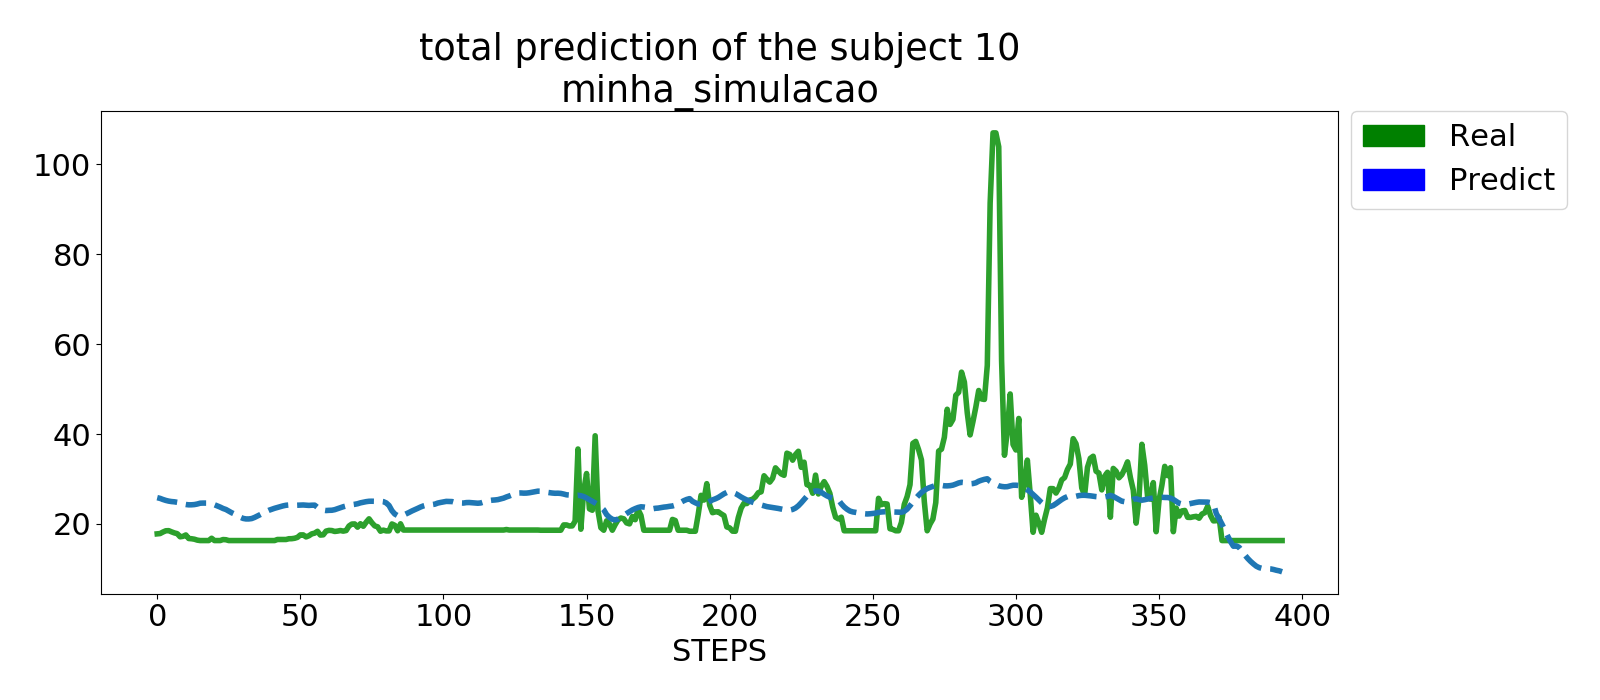 total prediction of the subject 10
minha_simulacao
Real
Predict
100
80
60
40
20
0 50 100 150 200 250 300 350 400
STEPS